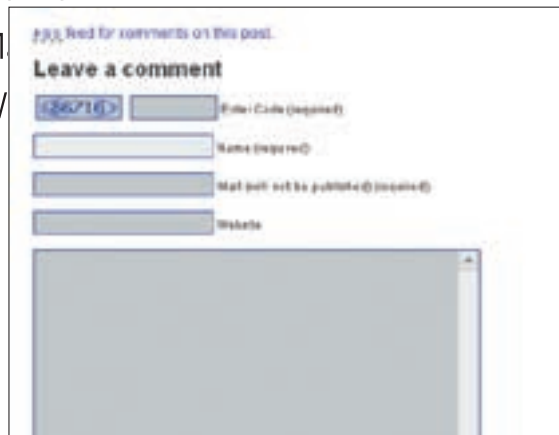 RSS feed for comments on this post.
Leave a comment
Enter Code (required)
Name (required)
Mail (will not be published) (required)
Website